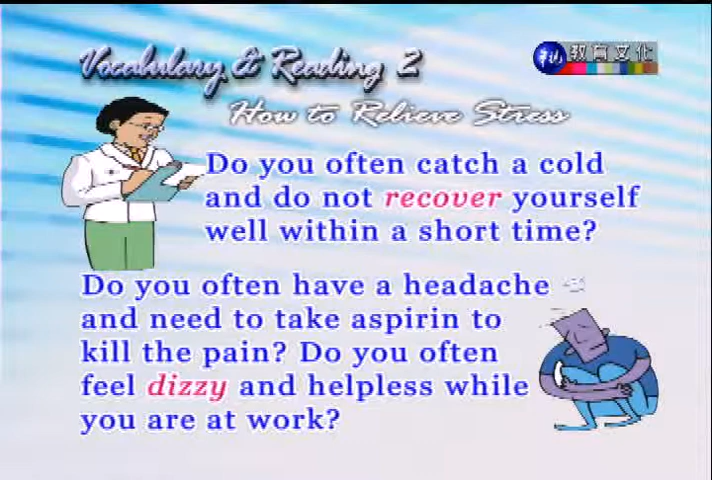 Vocabulary & Reading 2
華視 教育文化
How to Relieve Stress
Do you often catch a cold
and do not recover yourself
well within a short time?
Do you often have a headache
and need to take aspirin to
kill the pain? Do you often
feel dizzy and helpless while
you are at work?